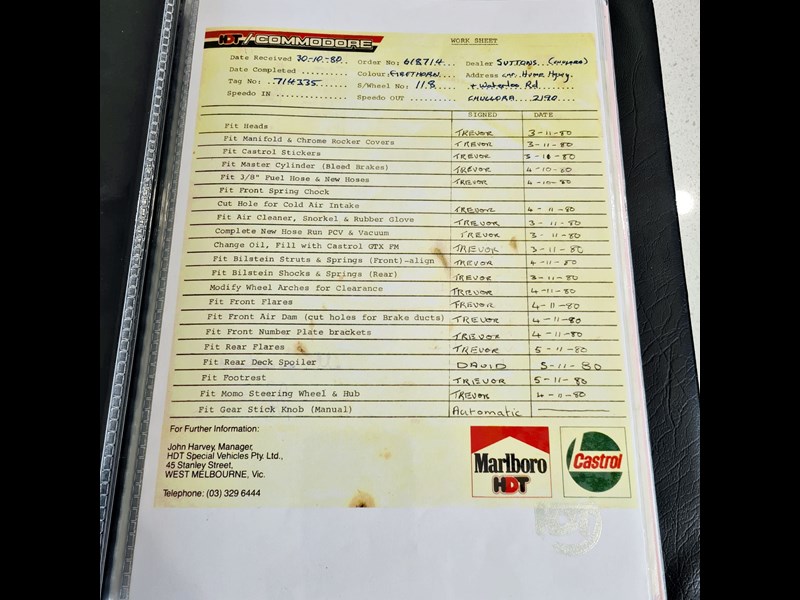 HDT/COMMODORE WORK SHEET
Date Received 30-10-80. Order No: 61871+... Dealer SUTTONS...(CHULLORA)
Date Completed .......... Colour: FIRETHORN... Address CNR. HUME Hgwy.
Tag No: .714335......... S/Wheel No: 118..... + Waterloo Rd.......
Speedo IN ............... Speedo OUT .......... CHULLORA...2190....
SIGNED DATE
Fit Heads TREVOR 3-11-80
Fit Manifold & Chrome Rocker Covers TREVOR 3-11-80
Fit Castrol Stickers TREVOR 3-10-80
Fit Master Cylinder (Bleed Brakes) TREVOR 4-10-80
Fit 3/8" Fuel Hose & New Hoses TREVOR 4-10-80
Fit Front Spring Chock
Cut Hole for Cold Air Intake TREVOR 4-11-80
Fit Air Cleaner, Snorkel & Rubber Glove TREVOR 3-11-80
Complete New Hose Run PCV & Vacuum TREVOR 3-11-80
Change Oil, Fill with Castrol GTX FM TREVOR 3-11-80
Fit Bilstein Struts & Springs (Front)-align TREVOR 4-11-80
Fit Bilstein Shocks & Springs (Rear) TREVOR 3-11-80
Modify Wheel Arches for Clearance TREVOR 4-11-80
Fit Front Flares TREVOR 4-11-80
Fit Front Air Dam (cut holes for Brake ducts) TREVOR 4-11-80
Fit Front Number Plate brackets TREVOR 4-11-80
Fit Rear Flares TREVOR 5-11-80
Fit Rear Deck Spoiler DAVID 5-11-80
Fit Footrest TREVOR 5-11-80
Fit Momo Steering Wheel & Hub TREVOR 4-11-80
Fit Gear Stick Knob (Manual) Automatic
For Further Information:
John Harvey, Manager,
HDT Special Vehicles Pty. Ltd.,
45 Stanley Street,
WEST MELBOURNE, Vic.
Telephone: (03) 329 6444
Marlboro
HDT
Castrol